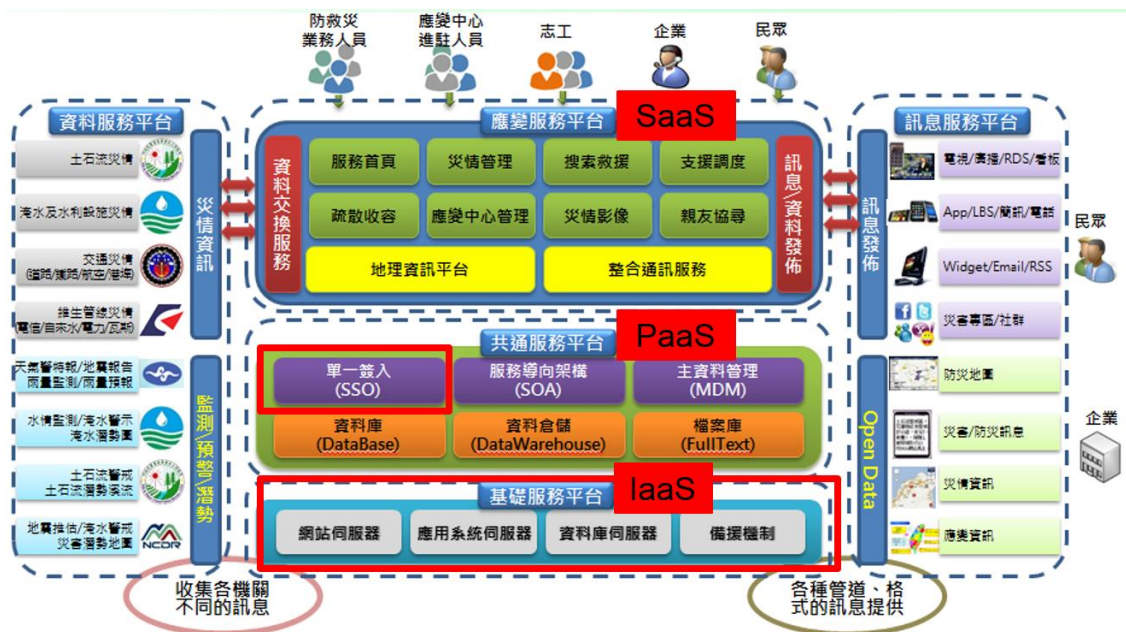 防救災
業務人員
應變中心
進駐人員
志工
企業
民眾
資料服務平台
土石流災情
淹水及水利設施災情
交通災情
(道路/鐵路/航空/港埠)
維生管線災情
(電信/自來水/電力/瓦斯)
災情資訊
天氣警特報/地震報告
雨量監測/雨量預報
水情監測/淹水警示
淹水潛勢圖
土石流警戒
土石流潛勢溪流
地震推估/淹水警戒
災害潛勢地圖
NCDR
監測/預警/潛勢
收集各機關
不同的訊息
應變服務平台
SaaS
資料交換服務
服務首頁
災情管理
搜索救援
支援調度
疏散收容
應變中心管理
災情影像
親友協尋
地理資訊平台
整合通訊服務
訊息/資料發佈
共通服務平台
PaaS
單一簽入
(SSO)
服務導向架構
(SOA)
主資料管理
(MDM)
資料庫
(DataBase)
資料倉儲
(DataWarehouse)
檔案庫
(FullText)
基礎服務平台
IaaS
網站伺服器
應用系統伺服器
資料庫伺服器
備援機制
訊息服務平台
訊息發佈
電視/廣播/RDS/看板
App/LBS/簡訊/電話
Widget/Email/RSS
災害專區/社群
Open Data
防災地圖
災害/防災訊息
災情資訊
應變資訊
民眾
企業
各種管道、格
式的訊息提供